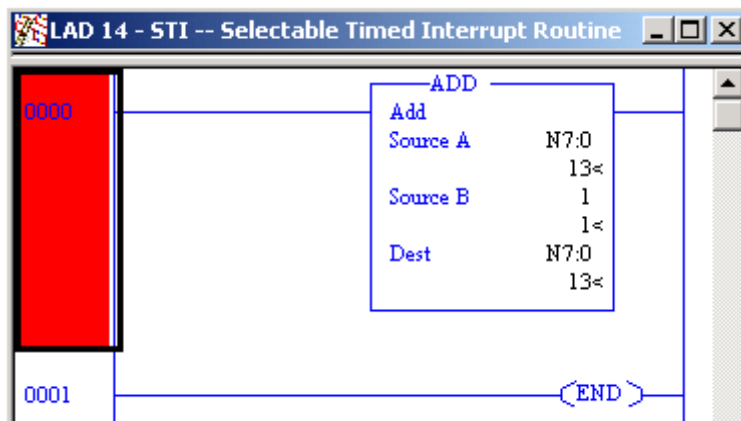 LAD 14 - STI -- Selectable Timed Interrupt Routine
0000
ADD
Add
Source A N7:0
13<
Source B 1
1<
Dest N7:0
13<
0001
END